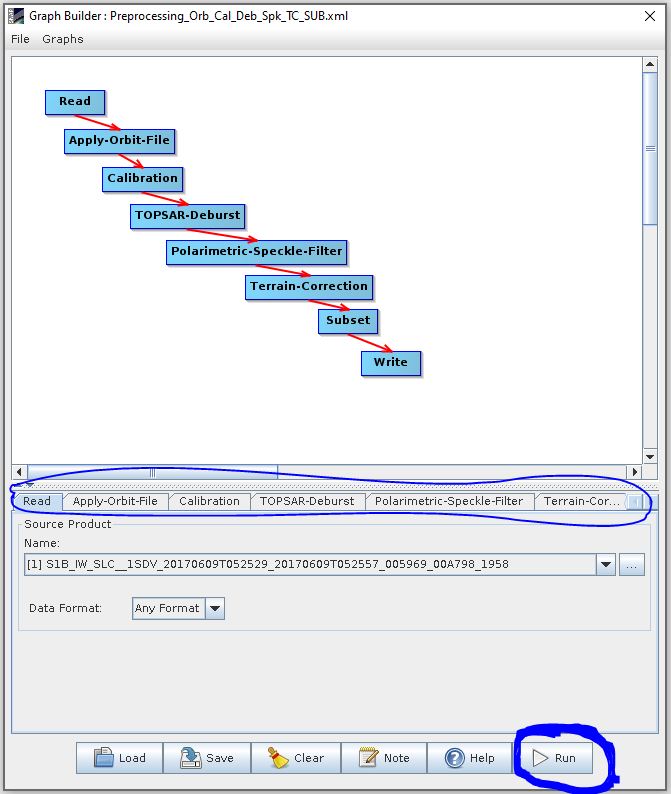 Graph Builder : Preprocessing_Orb_Cal_Deb_Spk_TC_SUB.xml
File Graphs
Read
Apply-Orbit-File
Calibration
TOPSAR-Deburst
Polarimetric-Speckle-Filter
Terrain-Correction
Subset
Write
Read Apply-Orbit-File Calibration TOPSAR-Deburst Polarimetric-Speckle-Filter Terrain-Cor...
Source Product
Name:
[1] S1B_IW_SLC__1SDV_20170609T052529_20170609T052557_005969_00A798_1958 ...
Data Format: Any Format
Load Save Clear Note Help Run